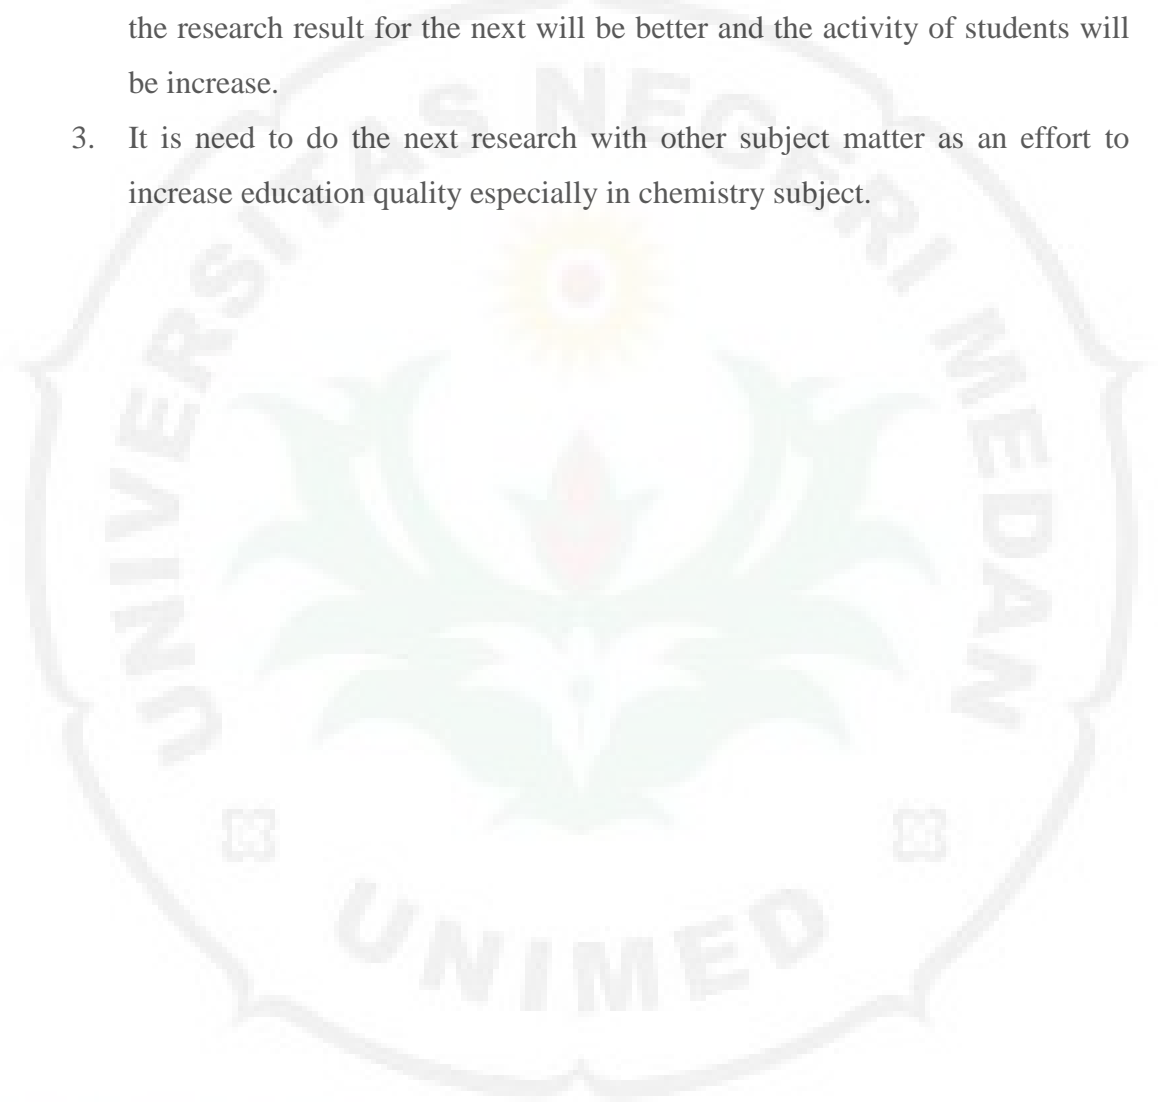 the research result for the next will be better and the activity of students will
be increase.
3. It is need to do the next research with other subject matter as an effort to
increase education quality especially in chemistry subject.
UNIVERSITAS NEGERI MEDAN
UNIMED